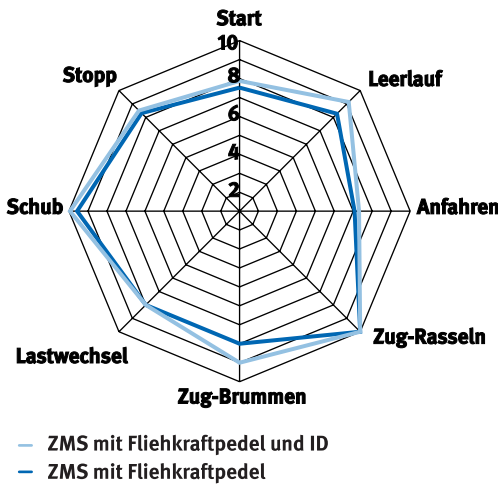 Start
10
Stopp
Leerlauf
8
6
4
2
Schub
Anfahren
Zug-Rasseln
Lastwechsel
Zug-Brummen
ZMS mit Fliehkraftpedel und ID
ZMS mit Fliehkraftpedel